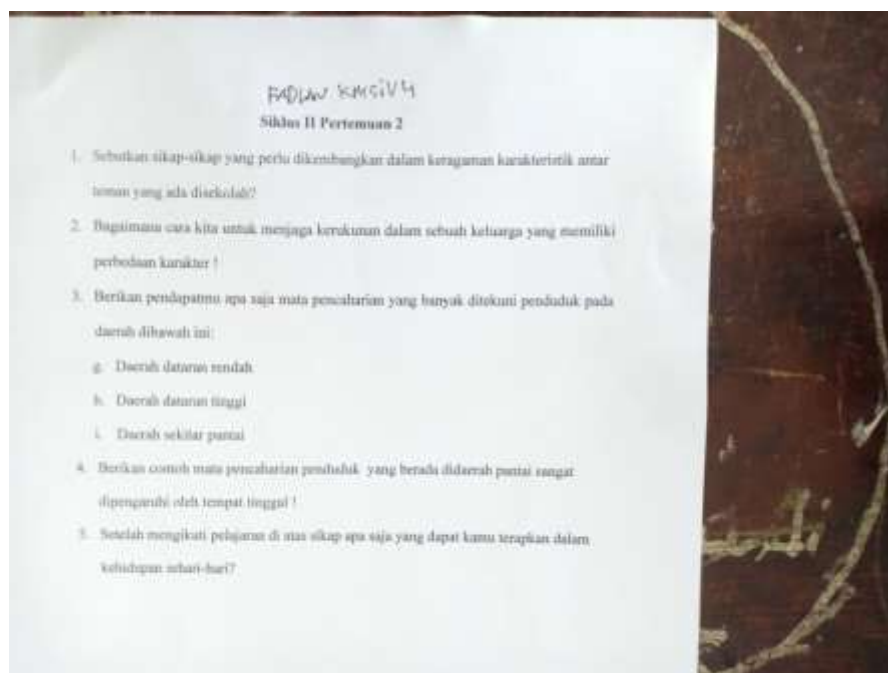 FADLAN
Siklus II Pertemuan 2
1. Sebutkan sikap-sikap yang perlu dikembangkan dalam keragaman karakteristik antar
teman yang ada disekolah?
2. Bagaimana cara kita untuk menjaga kerukunan dalam sebuah keluarga yang memiliki
perbedaan karakter !
3. Berikan pendapatmu apa saja mata pencaharian yang banyak ditekuni penduduk pada
daerah dibawah ini:
g. Daerah dataran rendah
h. Daerah dataran tinggi
i. Daerah sekitar pantai
4. Berikan contoh mata pencaharian penduduk yang berada didaerah pantai sangat
dipengaruhi oleh tempat tinggal !
5. Setelah mengikuti pelajaran di atas sikap apa saja yang dapat kamu terapkan dalam
kehidupan sehari-hari?